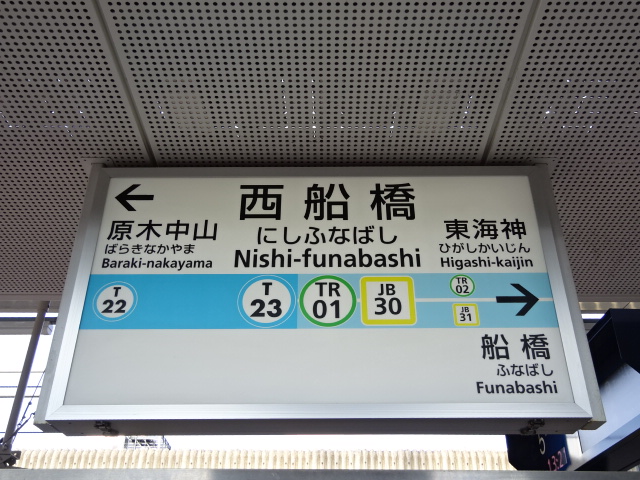 ←
西船橋
にしふなばし
Nishi-funabashi
原木中山
ばらきなかやま
Baraki-nakayama
東海神
ひがしかいじん
Higashi-kaijin
T
22
T
23
TR
01
JB
30
TR
02
JB
31
→
船橋
ふなばし
Funabashi
5